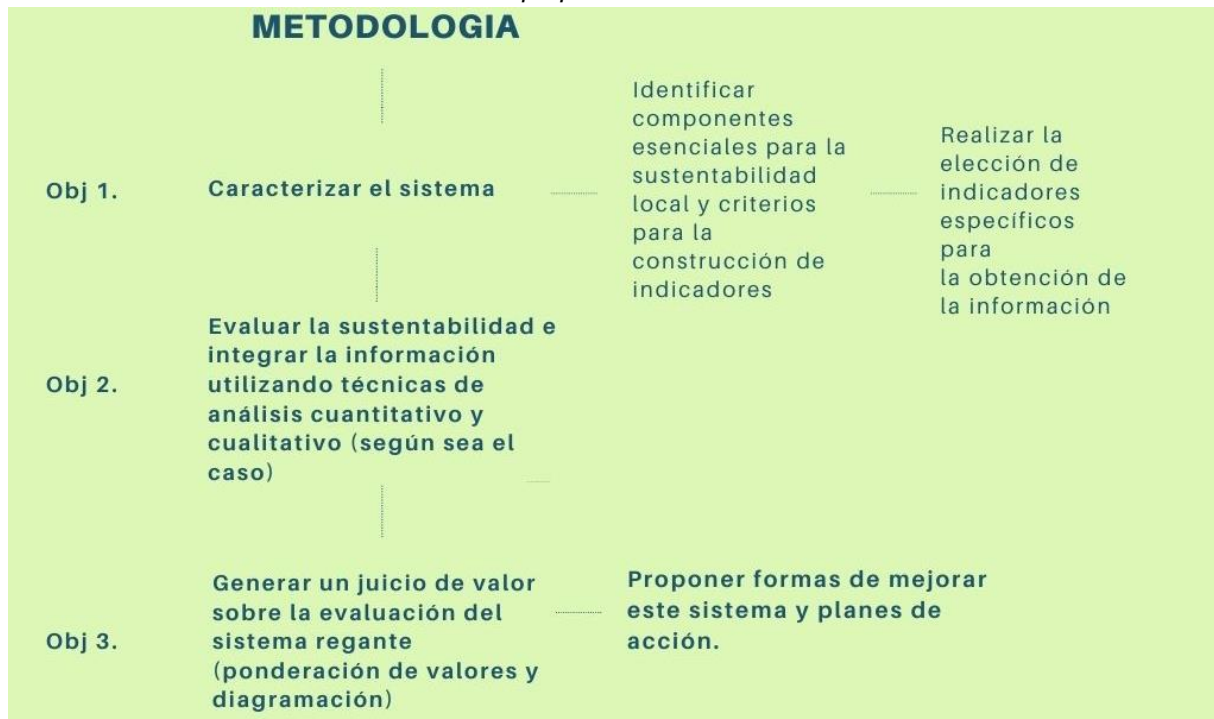 METODOLOGIA
Obj 1.
Caracterizar el sistema
Identificar
componentes
esenciales para la
sustentabilidad
local y criterios
para la
construcción de
indicadores
Realizar la
elección de
indicadores
específicos
para
la obtención de
la información
Obj 2.
Evaluar la sustentabilidad e
integrar la información
utilizando técnicas de
análisis cuantitativo y
cualitativo (según sea el
caso)
Obj 3.
Generar un juicio de valor
sobre la evaluación del
sistema regante
(ponderación de valores y
diagramación)
Proponer formas de mejorar
este sistema y planes de
acción.